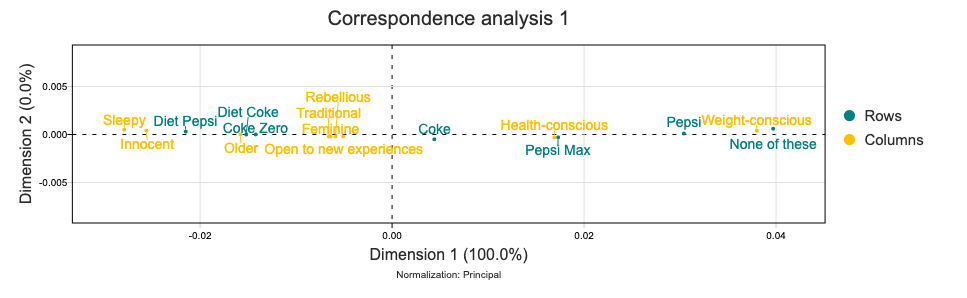 Correspondence analysis 1
Dimension 2 (0.0%)
0.005
0.000
-0.005
Rebellious
Diet Coke
Traditional
Sleepy
Diet Pepsi
Coke Zero
Feminine
Coke
Health-conscious
Pepsi
Weight-conscious
Innocent
Older
Open to new experiences
Pepsi Max
None of these
Rows
Columns
-0.02
0.00
0.02
0.04
Dimension 1 (100.0%)
Normalization: Principal